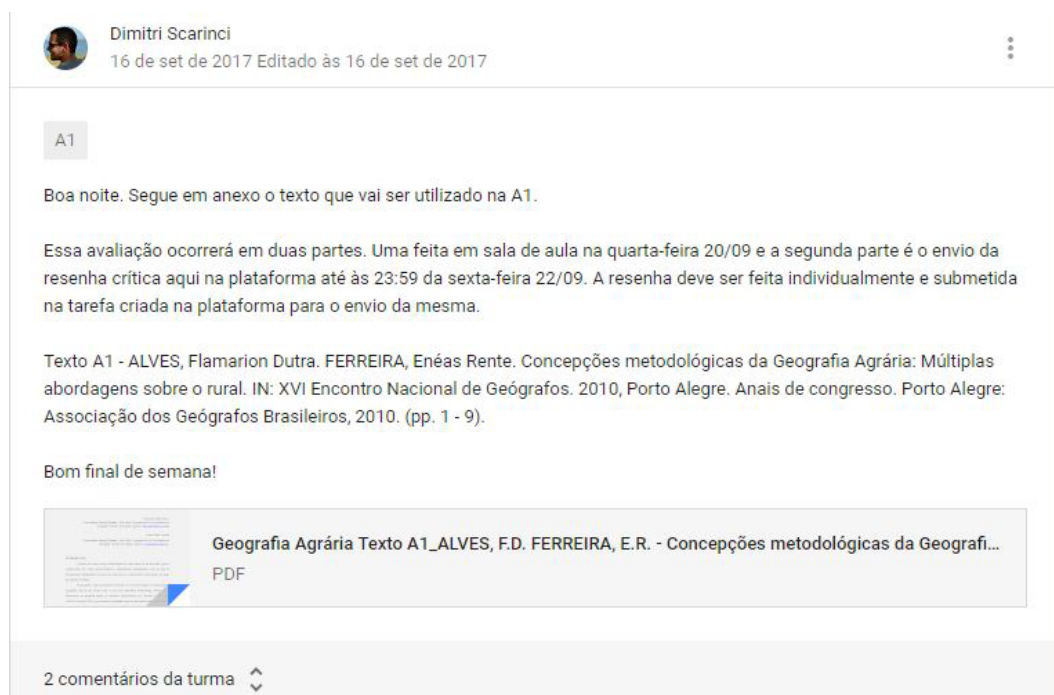 Dimitri Scarinci
16 de set de 2017 Editado às 16 de set de 2017
A1
Boa noite. Segue em anexo o texto que vai ser utilizado na A1.
Essa avaliação ocorrerá em duas partes. Uma feita em sala de aula na quarta-feira 20/09 e a segunda parte é o envio da
resenha crítica aqui na plataforma até às 23:59 da sexta-feira 22/09. A resenha deve ser feita individualmente e submetida
na tarefa criada na plataforma para o envio da mesma.
Texto A1 - ALVES, Flamarion Dutra. FERREIRA, Enéas Rente. Concepções metodológicas da Geografia Agrária: Múltiplas
abordagens sobre o rural. IN: XVI Encontro Nacional de Geógrafos. 2010, Porto Alegre. Anais de congresso. Porto Alegre:
Associação dos Geógrafos Brasileiros, 2010. (pp. 1 - 9).
Bom final de semana!
Geografia Agrária Texto A1_ALVES, F.D. FERREIRA, E.R. - Concepções metodológicas da Geografi...
PDF
2 comentários da turma